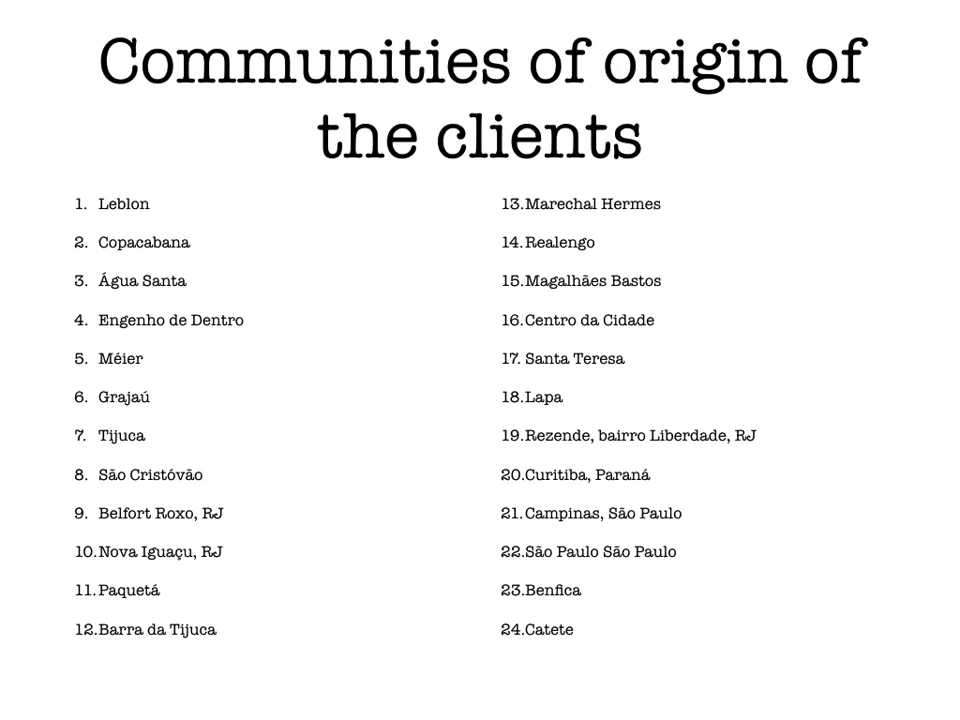 Communities of origin of
the clients
1. Leblon
2. Copacabana
3. Água Santa
4. Engenho de Dentro
5. Méier
6. Grajaú
7. Tijuca
8. São Cristóvão
9. Belfort Roxo, RJ
10. Nova Iguaçu, RJ
11. Paquetá
12. Barra da Tijuca
13. Marechal Hermes
14. Realengo
15. Magalhães Bastos
16. Centro da Cidade
17. Santa Teresa
18. Lapa
19. Rezende, bairro Liberdade, RJ
20. Curitiba, Paraná
21. Campinas, São Paulo
22. São Paulo São Paulo
23. Benfica
24. Catete